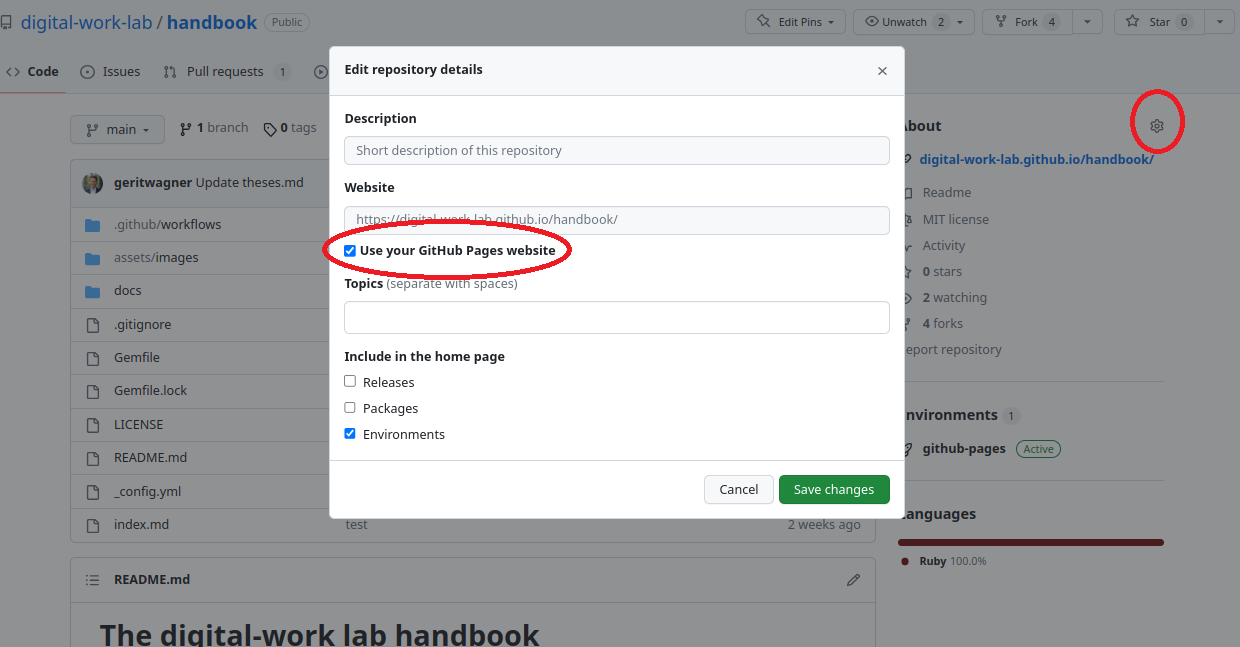 digital-work-lab / handbook Public Edit Pins Unwatch 2 Fork 4 Star 0
Code Issues Pull requests 1
Edit repository details
Description
Short description of this repository
Website
https://digital-work-lab.github.io/handbook/
Use your GitHub Pages website
Topics (separate with spaces)
Include in the home page
Releases
Packages
Environments
Cancel Save changes
main 1 branch 0 tags
geritwagner Update theses.md
.github/workflows
assets/images
docs
.gitignore
Gemfile
Gemfile.lock
LICENSE
README.md
_config.yml
index.md test 2 weeks ago
README.md
The digital-work lab handbook
About
digital-work-lab.github.io/handbook/
Readme
MIT license
Activity
0 stars
2 watching
4 forks
eport repository
nvironments 1
github-pages Active
anguages
Ruby 100.0%